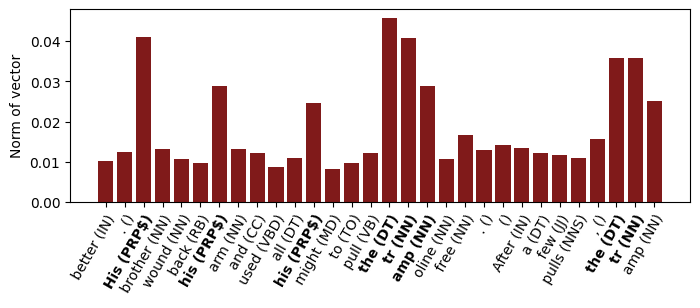 Norm of vector
0.04
0.03
0.02
0.01
0.00
better (IN)
. ()
His (PRP$)
brother (NN)
wound (NN)
back (RB)
his (PRP$)
arm (NN)
and (CC)
used (VBD)
all (DT)
his (PRP$)
might (MD)
to (TO)
pull (VB)
the (DT)
tr (NN)
amp (NN)
oline (NN)
free (NN)
. ()
()
After (IN)
a (DT)
few (JJ)
pulls (NNS)
. ()
the (DT)
tr (NN)
amp (NN)